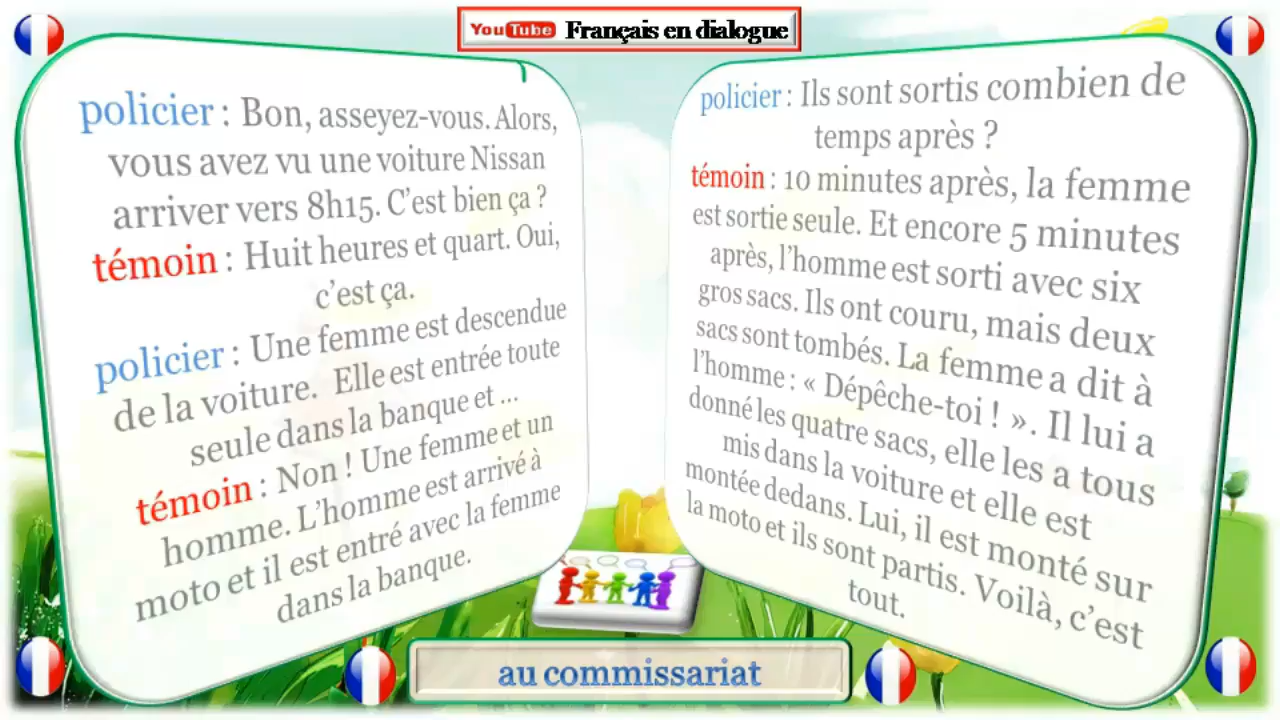 YouTube Français en dialogue
policier : Bon, asseyez-vous. Alors,
vous avez vu une voiture Nissan
arriver vers 8h15. C'est bien ça ?
témoin : Huit heures et quart. Oui,
c'est ça.
policier : Une femme est descendue
de la voiture. Elle est entrée toute
seule dans la banque et ...
témoin : Non ! Une femme et un
homme. L'homme est arrivé à
moto et il est entré avec la femme
dans la banque.
policier : Ils sont sortis combien de
temps après ?
témoin : 10 minutes après, la femme
est sortie seule. Et encore 5 minutes
après, l'homme est sorti avec six
gros sacs. Ils ont couru, mais deux
sacs sont tombés. La femme a dit à
l'homme : « Dépêche-toi ! ». Il lui a
donné les quatre sacs, elle les a tous
mis dans la voiture et elle est
montée dedans. Lui, il est monté sur
la moto et ils sont partis. Voilà, c'est
tout.
au commissariat